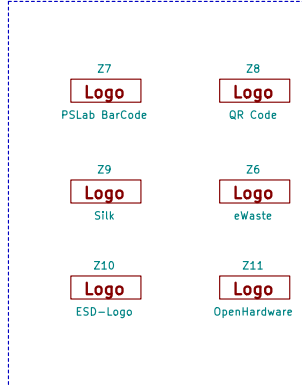 Z7 Z8
Logo Logo
PSLab BarCode QR Code
Z9 Z6
Logo Logo
Silk eWaste
Z10 Z11
Logo Logo
ESD-Logo OpenHardware